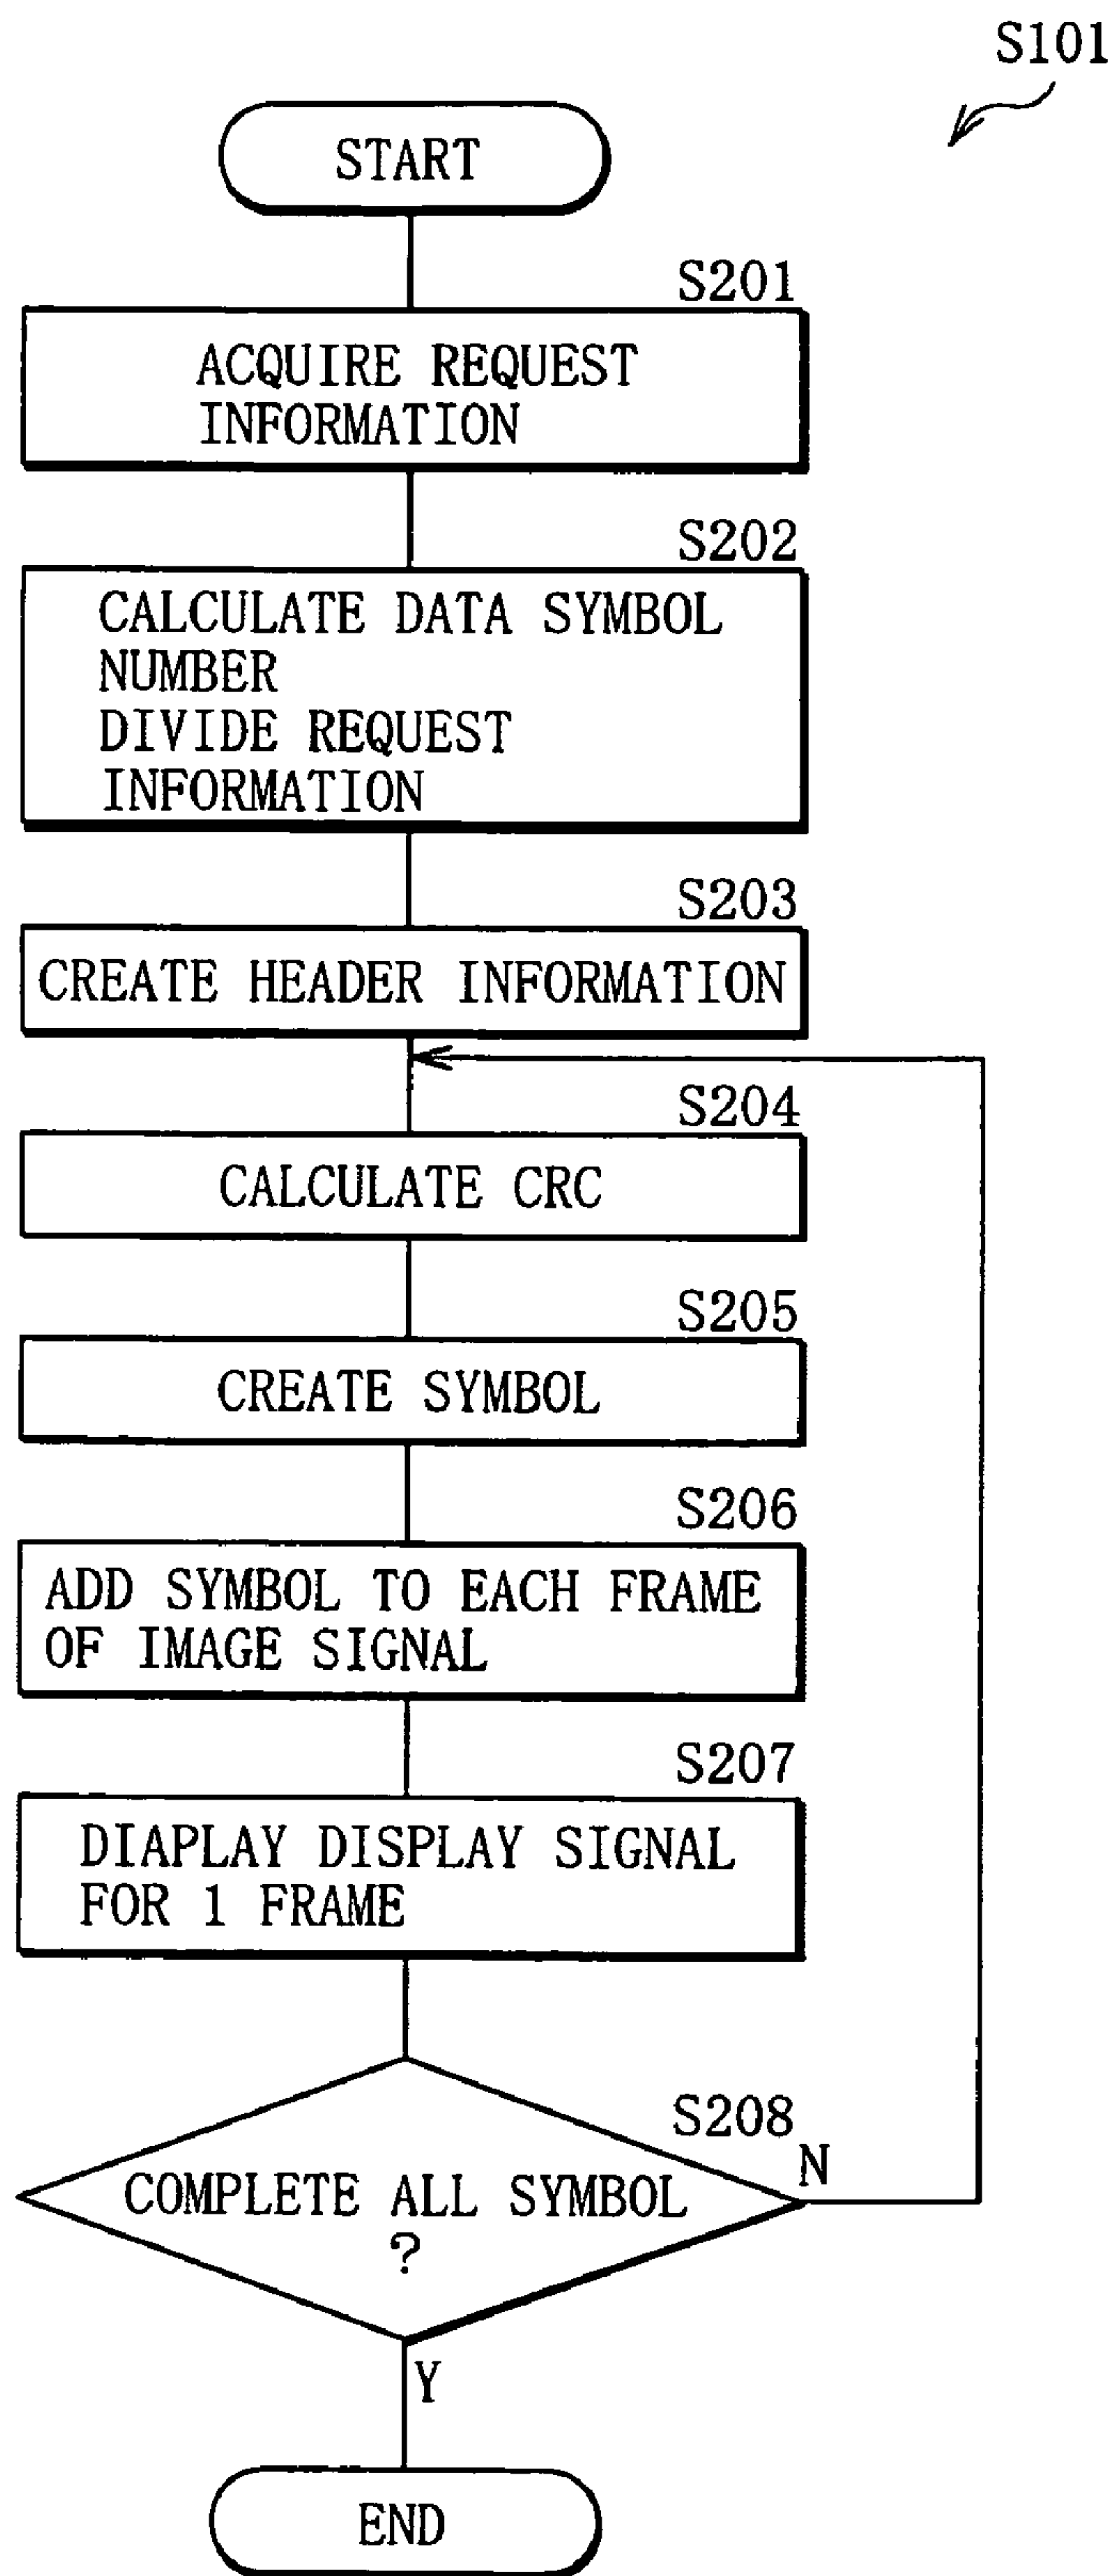 S101
START
S201
ACQUIRE REQUEST
INFORMATION
S202
CALCULATE DATA SYMBOL
NUMBER
DIVIDE REQUEST
INFORMATION
S203
CREATE HEADER INFORMATION
S204
CALCULATE CRC
S205
CREATE SYMBOL
S206
ADD SYMBOL TO EACH FRAME
OF IMAGE SIGNAL
S207
DIAPLAY DISPLAY SIGNAL
FOR 1 FRAME
S208
N
COMPLETE ALL SYMBOL
?
Y
END